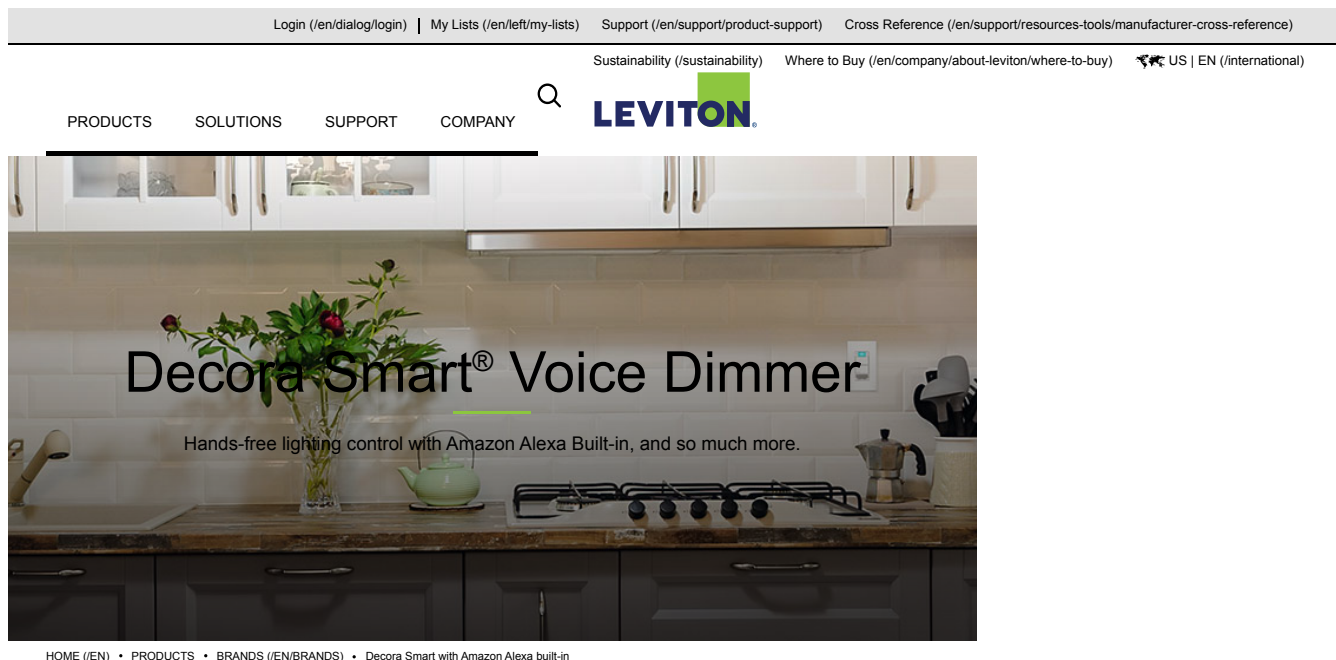 Login (/en/dialog/login) | My Lists (/en/left/my-lists) Support (/en/support/product-support) Cross Reference (/en/support/resources-tools/manufacturer-cross-reference)
Sustainability (/sustainability) Where to Buy (/en/company/about-leviton/where-to-buy) US | EN (/international)
PRODUCTS SOLUTIONS SUPPORT COMPANY
LEVITON®
Decora Smart® Voice Dimmer
Hands-free lighting control with Amazon Alexa Built-in, and so much more.
HOME (/EN) • PRODUCTS • BRANDS (/EN/BRANDS) • Decora Smart with Amazon Alexa built-in